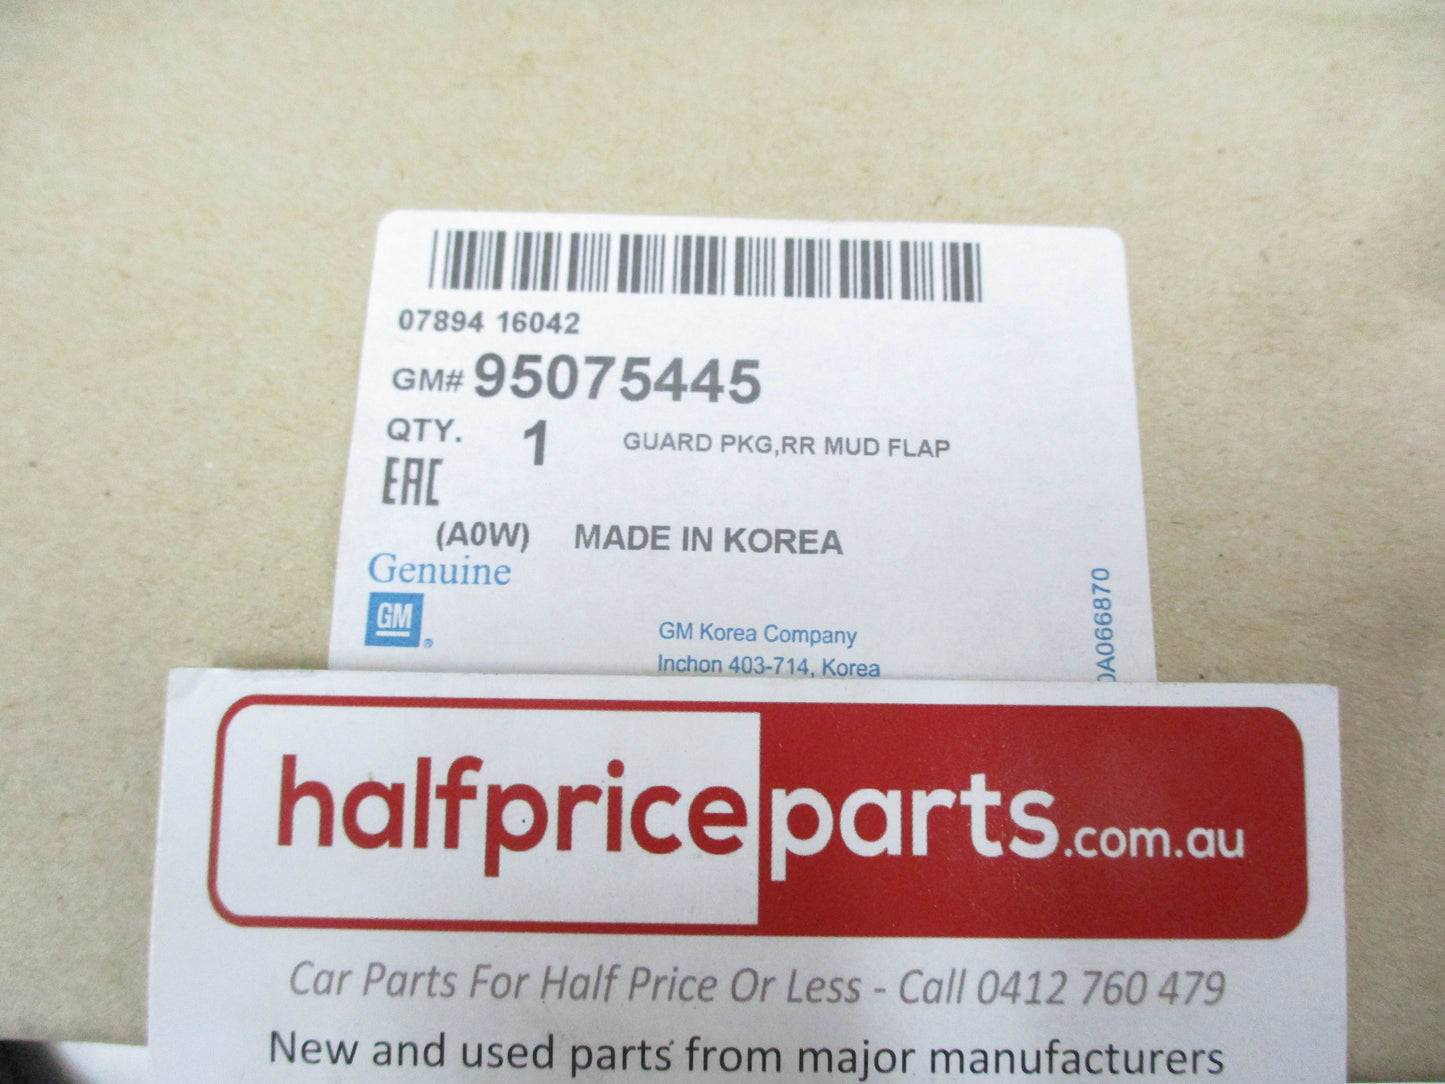 07894 16042
GM# 95075445
QTY. 1 GUARD PKG,RR MUD FLAP
EAC
(A0W) MADE IN KOREA
Genuine
GM®
GM Korea Company
Inchon 403-714, Korea
0A066870
halfpriceparts.com.au
Car Parts For Half Price Or Less - Call 0412 760 479
New and used parts from major manufacturers